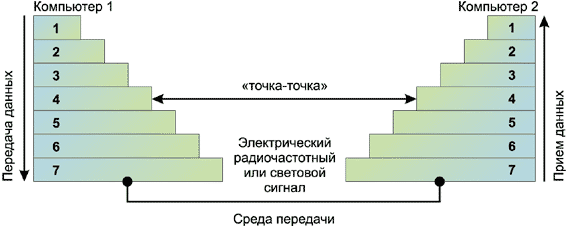 Компьютер 1
Компьютер 2
Передача данных
1
2
3
4
5
6
7
«точка-точка»
Электрический
радиочастотный
или световой
сигнал
Среда передачи
1
2
3
4
5
6
7
Прием данных